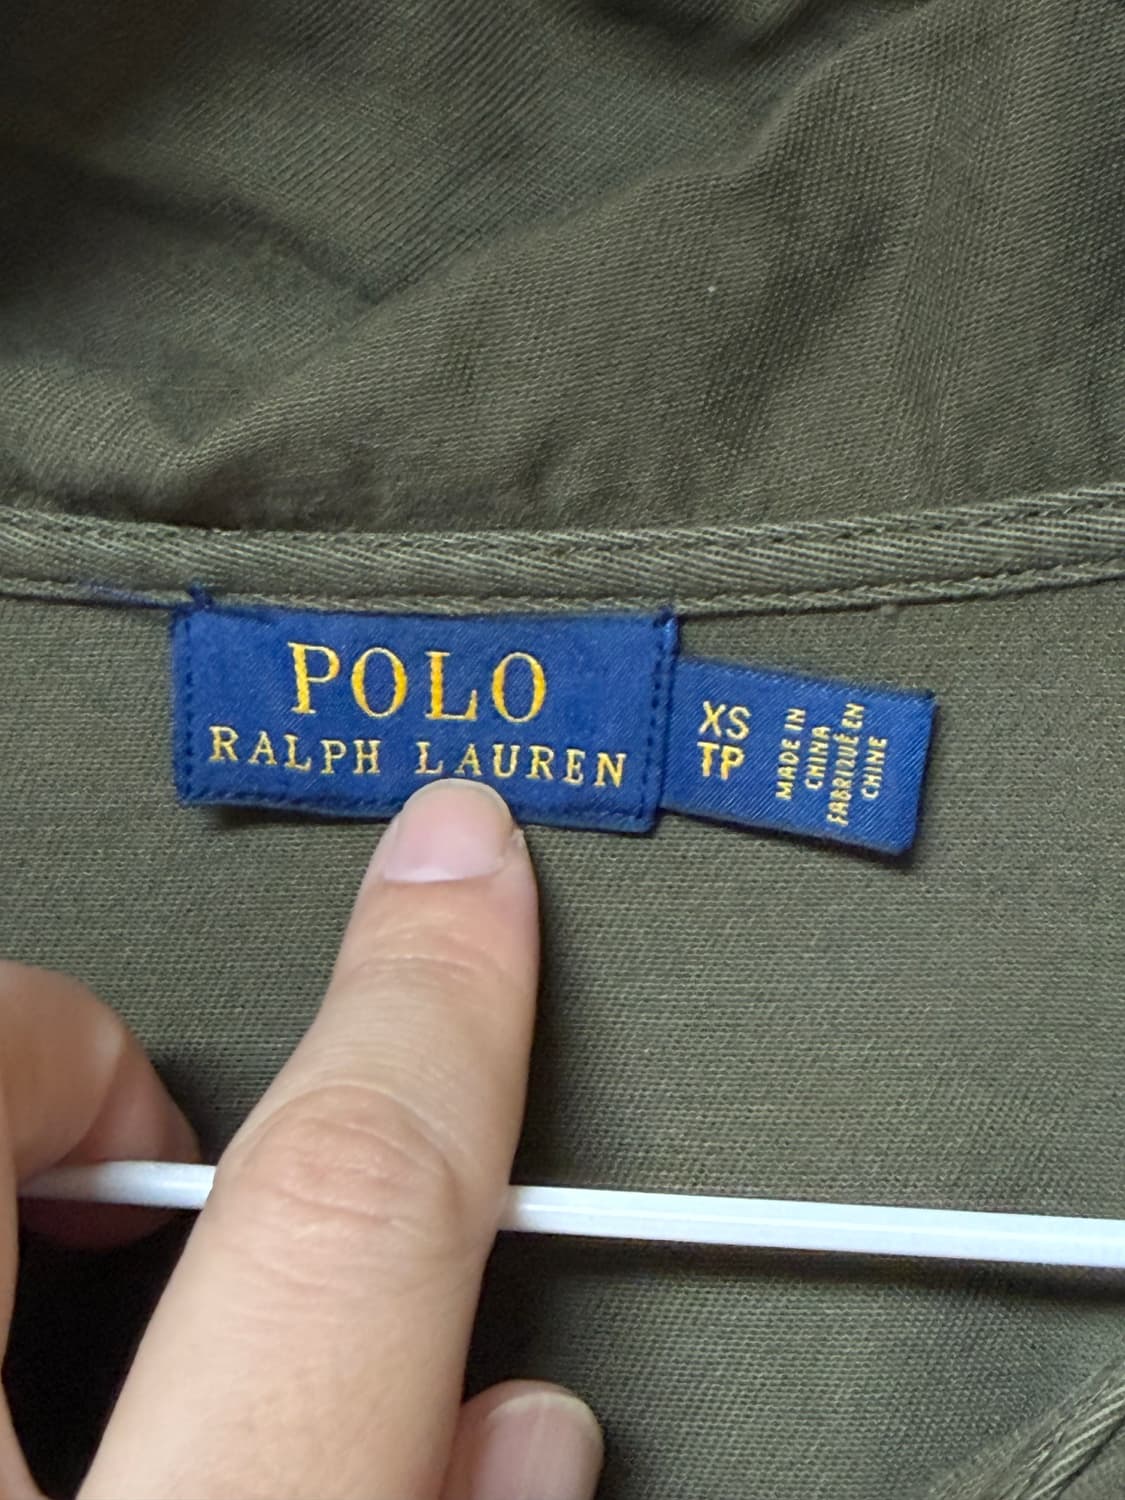 POLO
RALPH LAUREN
XS
TP
MADE IN
CHINA
FABRIQUÉ EN
CHINE